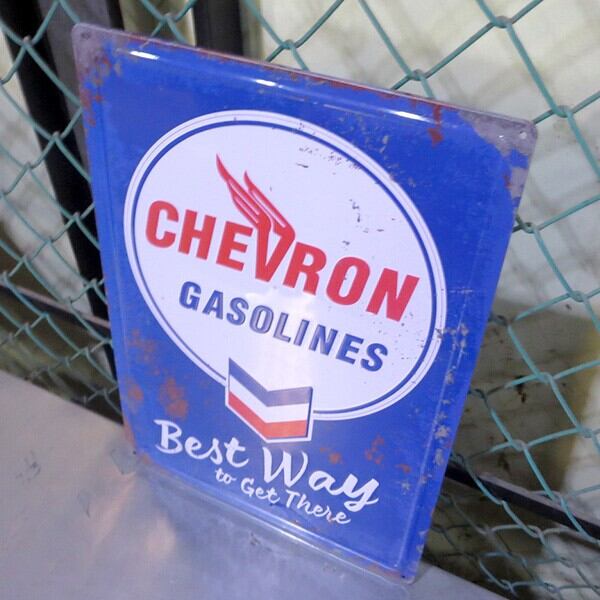 CHEVRON
GASOLINES
Best Way
to Get There